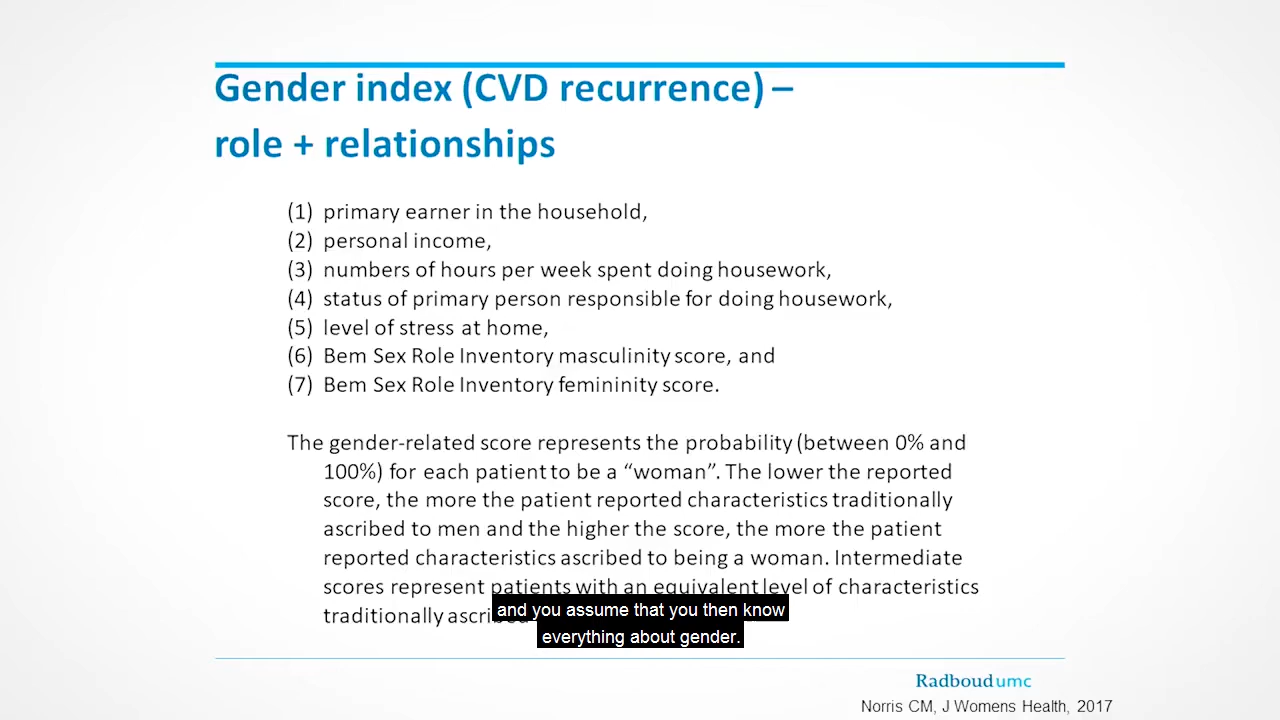 Gender index (CVD recurrence) –
role + relationships
(1) primary earner in the household,
(2) personal income,
(3) numbers of hours per week spent doing housework,
(4) status of primary person responsible for doing housework,
(5) level of stress at home,
(6) Bem Sex Role Inventory masculinity score, and
(7) Bem Sex Role Inventory femininity score.
The gender-related score represents the probability (between 0% and
100%) for each patient to be a “woman”. The lower the reported
score, the more the patient reported characteristics traditionally
ascribed to men and the higher the score, the more the patient
reported characteristics ascribed to being a woman. Intermediate
scores represent patients with an equivalent level of characteristics
traditionally
and you assume that you then know
everything about gender.
Radboudumc
Norris CM, J Womens Health, 2017